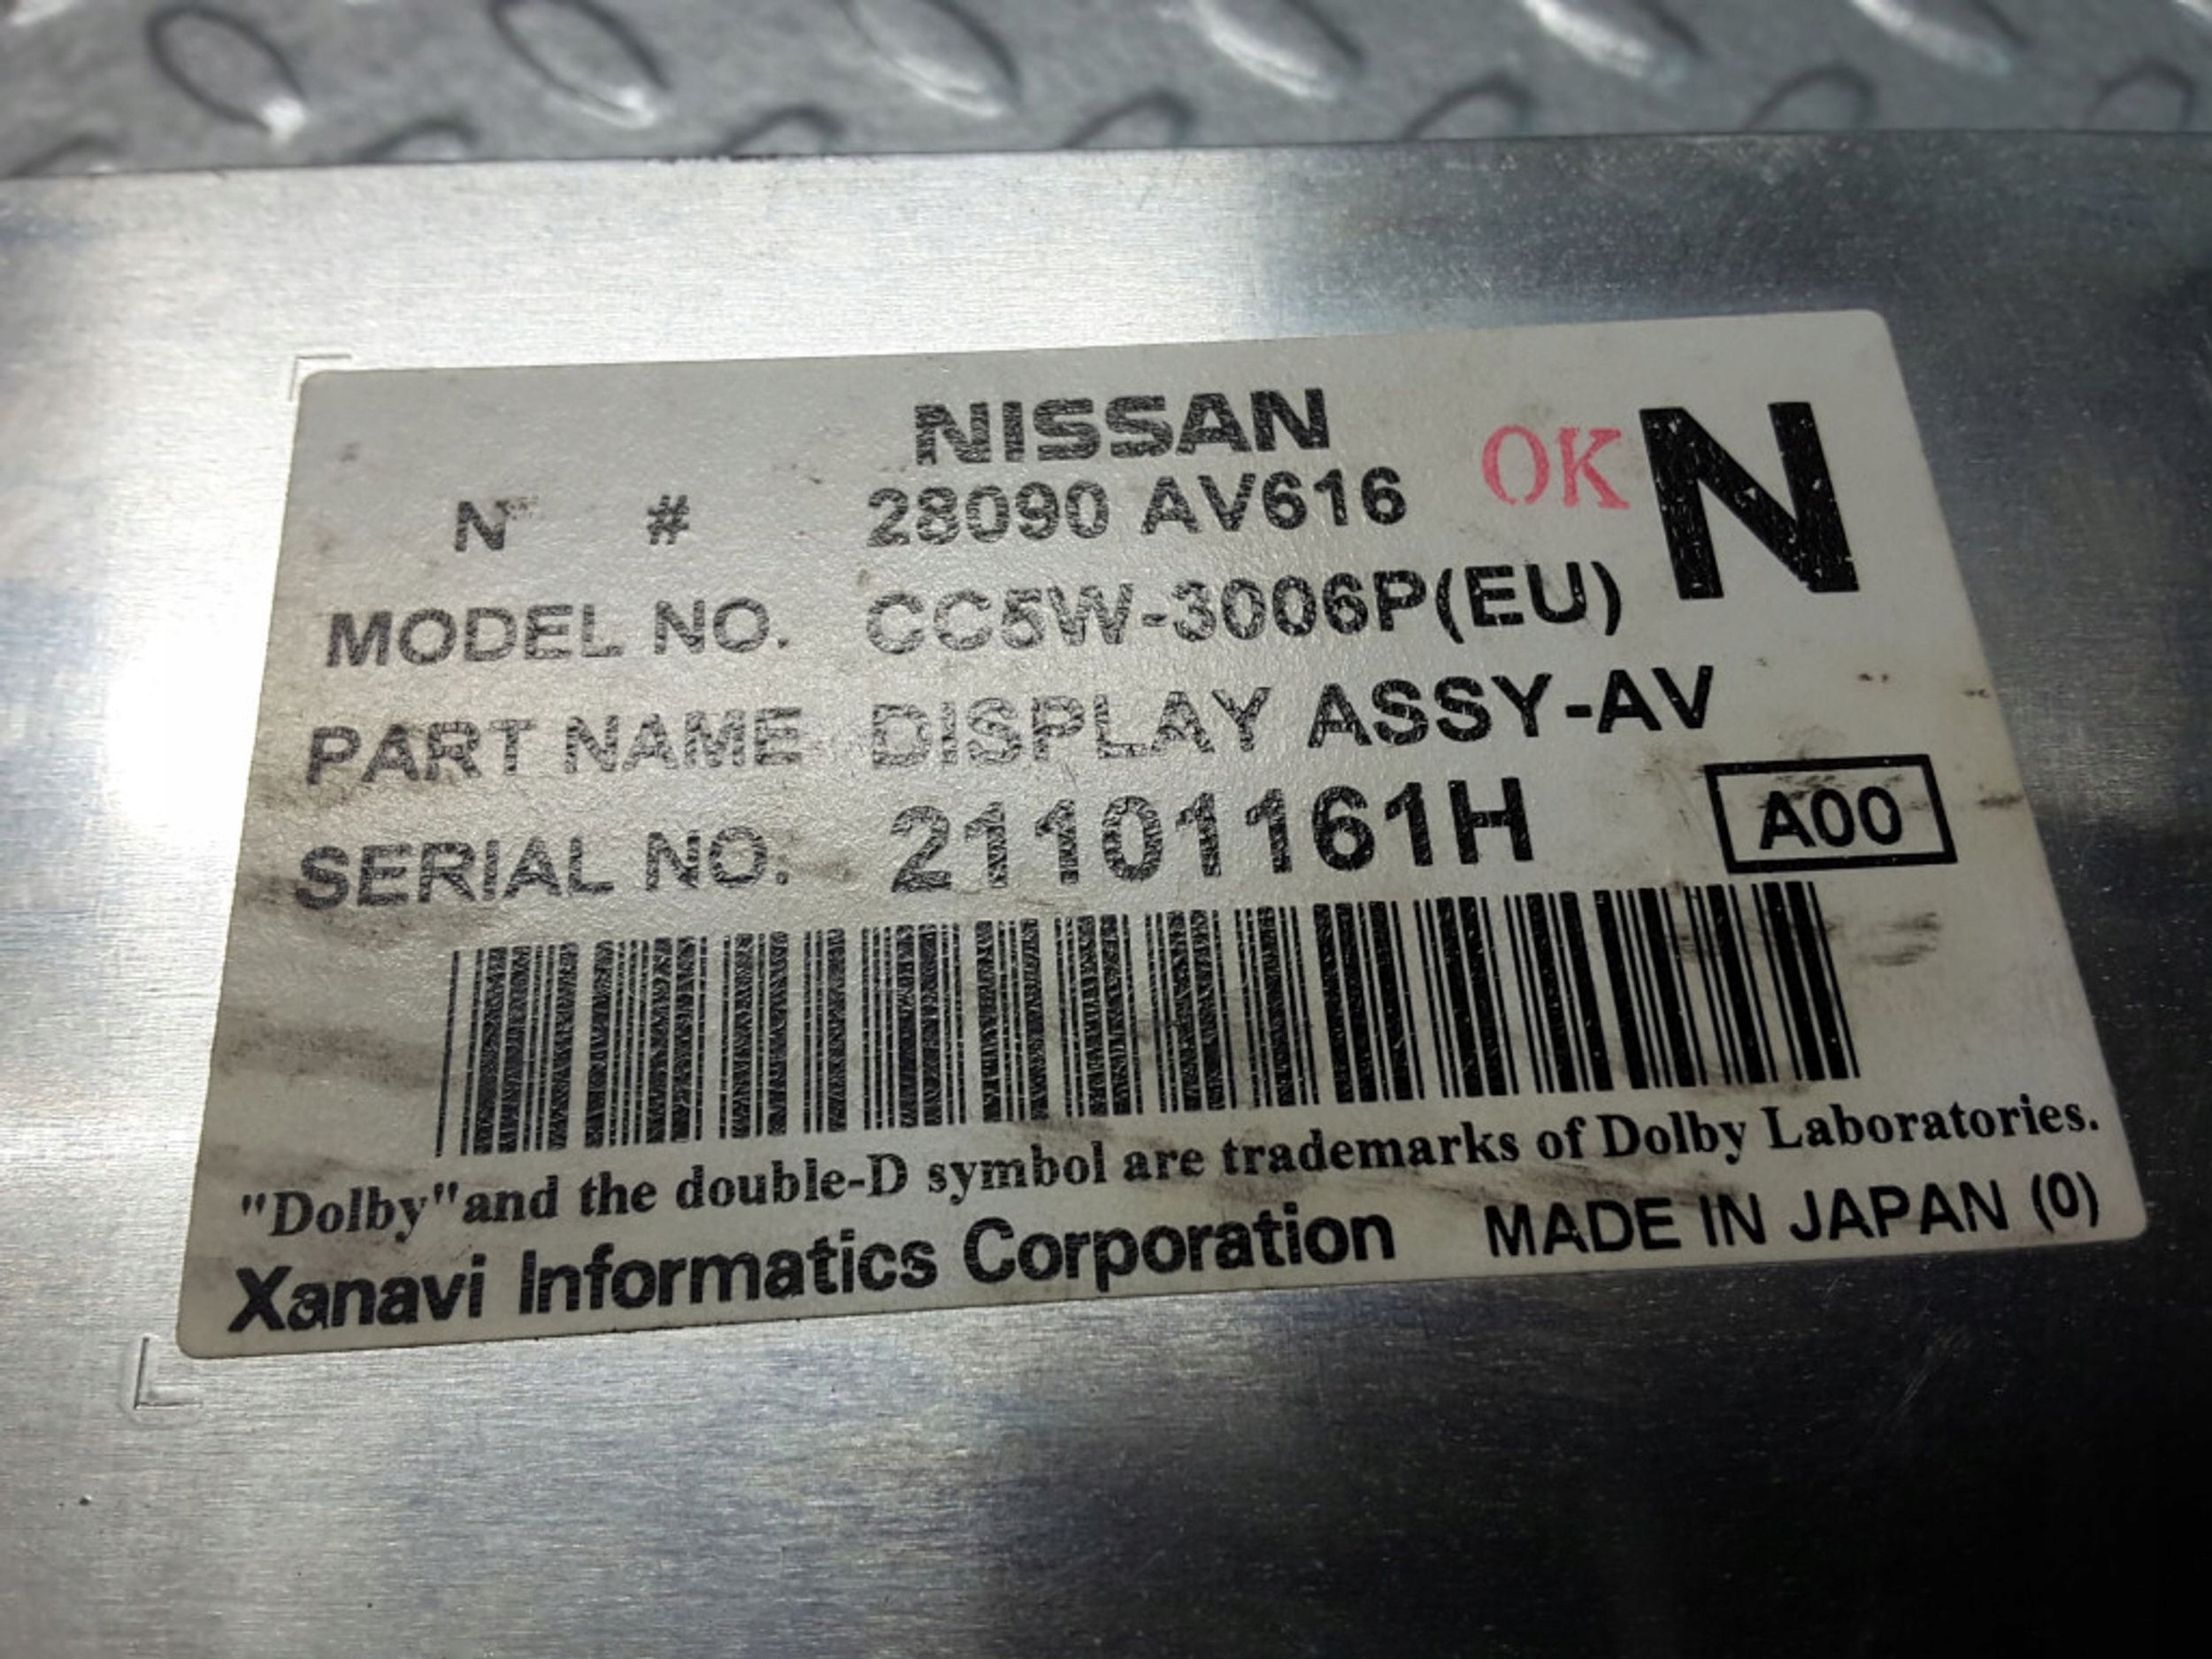 NISSAN
OK N
N # 28090 AV616
MODEL NO. CC5W-3006P(EU)
PART NAME DISPLAY ASSY-AV
SERIAL NO. 21101161H A00
"Dolby"and the double-D symbol are trademarks of Dolby Laboratories.
Xanavi Informatics Corporation MADE IN JAPAN (0)